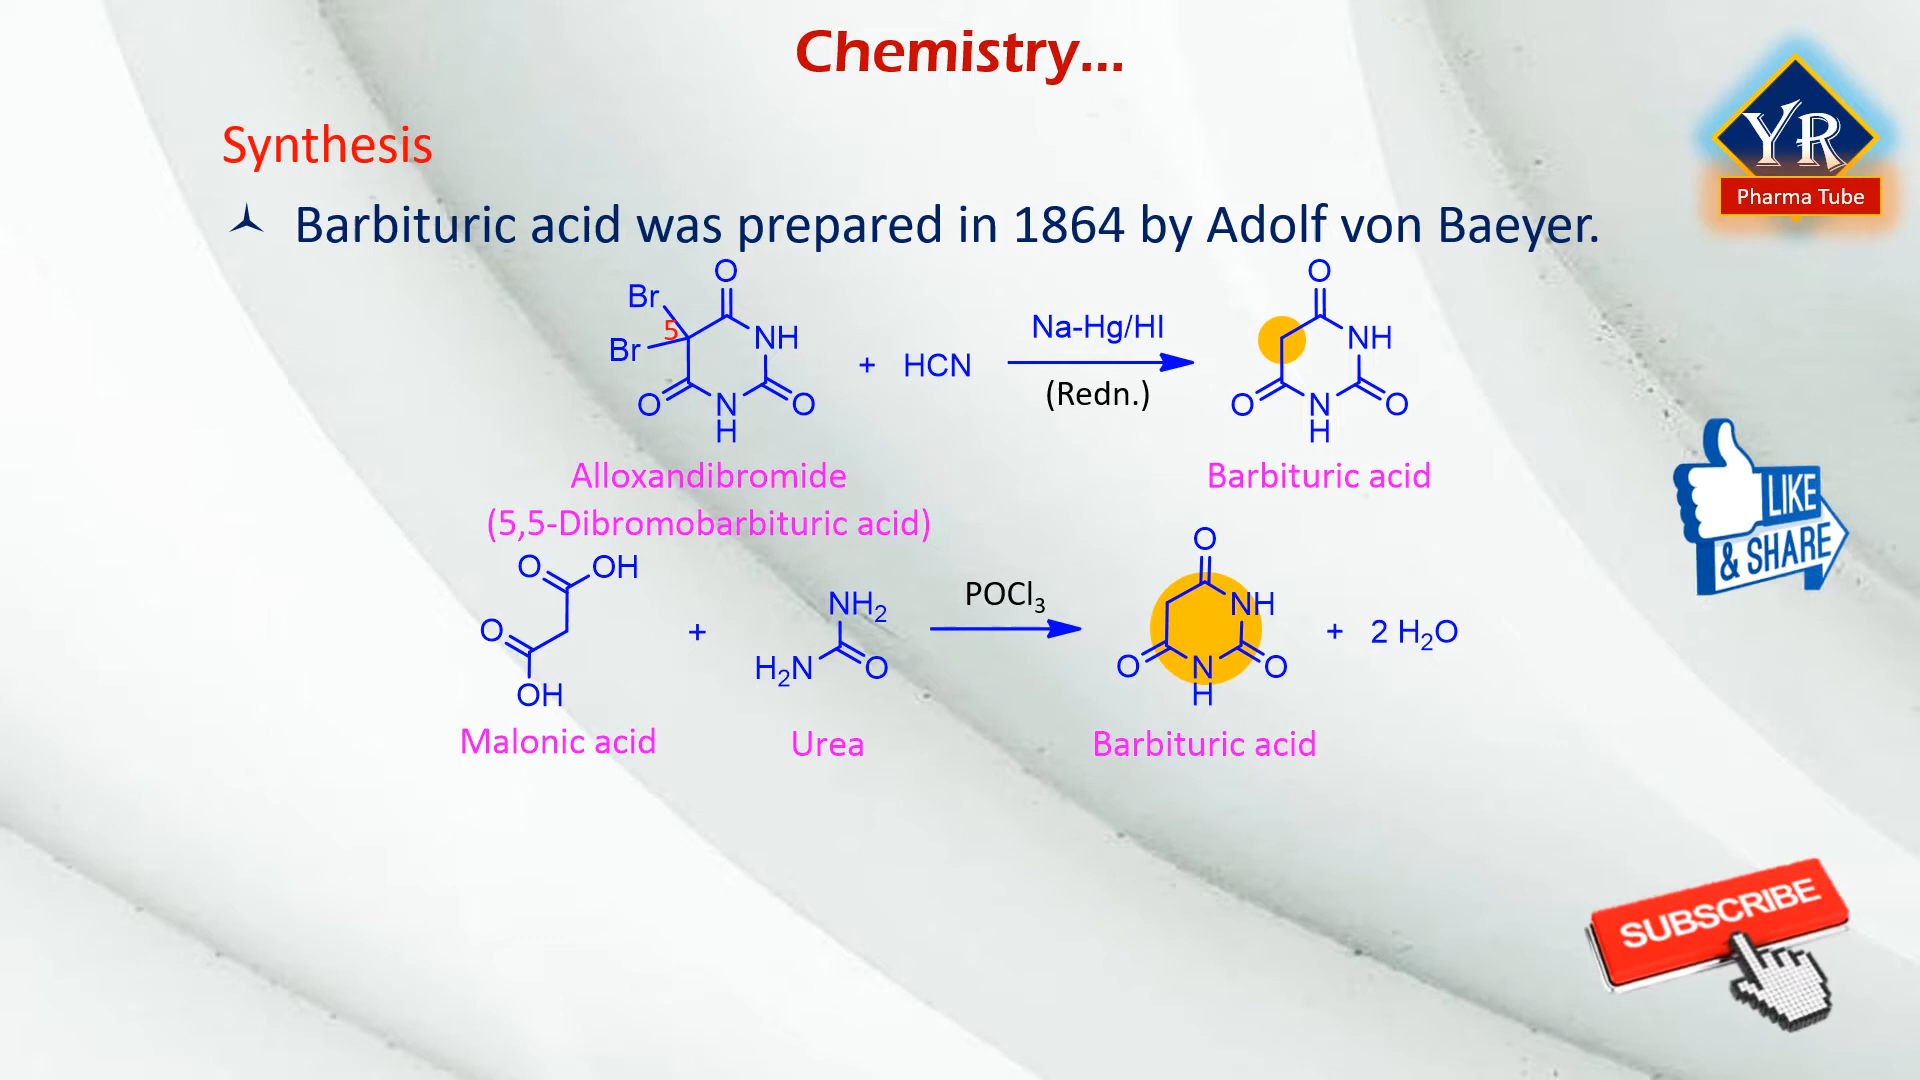 Chemistry...
YR
Pharma Tube
Synthesis
Barbituric acid was prepared in 1864 by Adolf von Baeyer.
O
Br
5
Br
NH
O
N
H
O
+ HCN
Na-Hg/HI
(Redn.)
O
NH
O
N
H
O
Alloxandibromide
(5,5-Dibromobarbituric acid)
Barbituric acid
LIKE
& SHARE
O
OH
O
OH
+
NH2
H2N
O
POCl3
O
NH
O
N
H
O
+ 2 H2O
Malonic acid
Urea
Barbituric acid
SUBSCRIBE